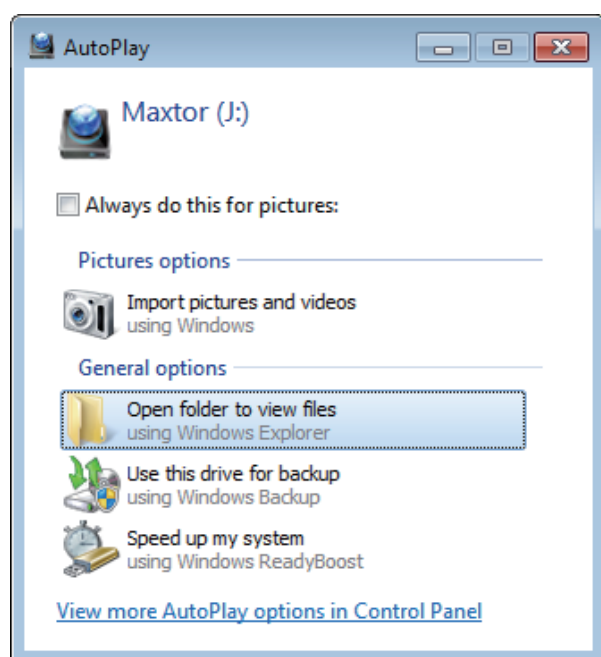 AutoPlay
Maxtor (J:)
Always do this for pictures:
Pictures options
Import pictures and videos
using Windows
General options
Open folder to view files
using Windows Explorer
Use this drive for backup
using Windows Backup
Speed up my system
using Windows ReadyBoost
View more AutoPlay options in Control Panel